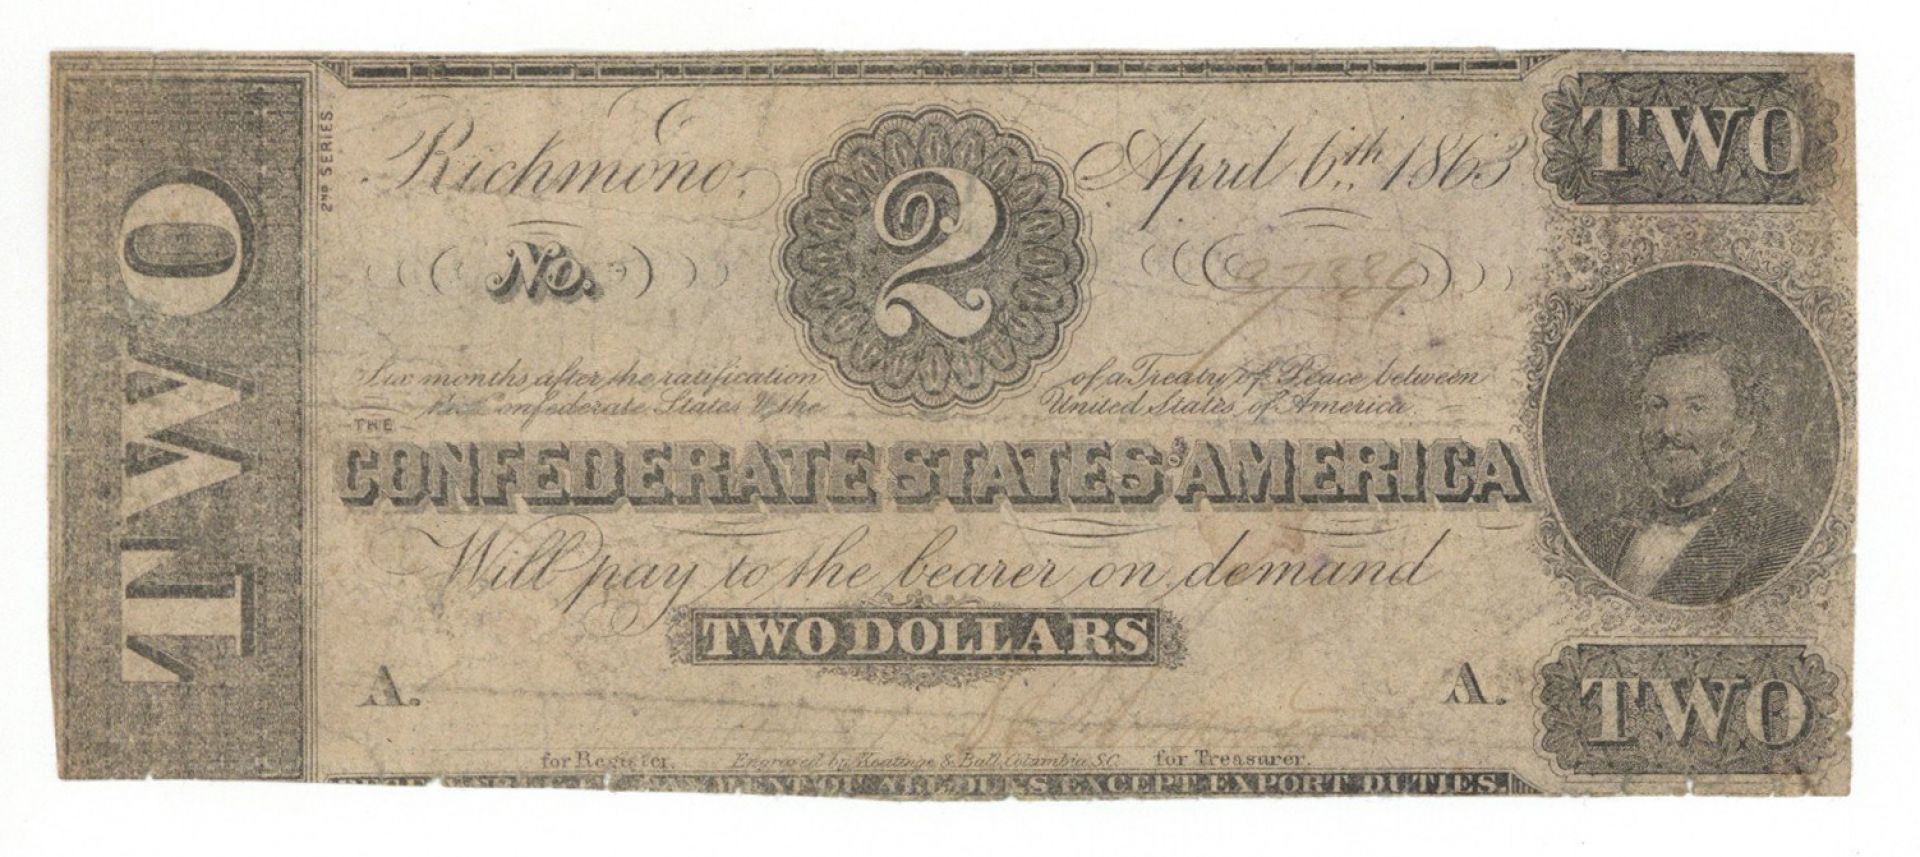 TWO
2ND SERIES
Richmond, April 6th, 1863
2
TWO
No.
Six months after the ratification of a Treaty of Peace between
the Confederate States & the United States of America
THE
CONFEDERATE STATES OF AMERICA
Will pay to the bearer on demand
TWO DOLLARS
A. A.
TWO
for Register. Engraved by Keatinge & Ball, Columbia S.C. for Treasurer.
EXCEPT EXPORT DUTIES.